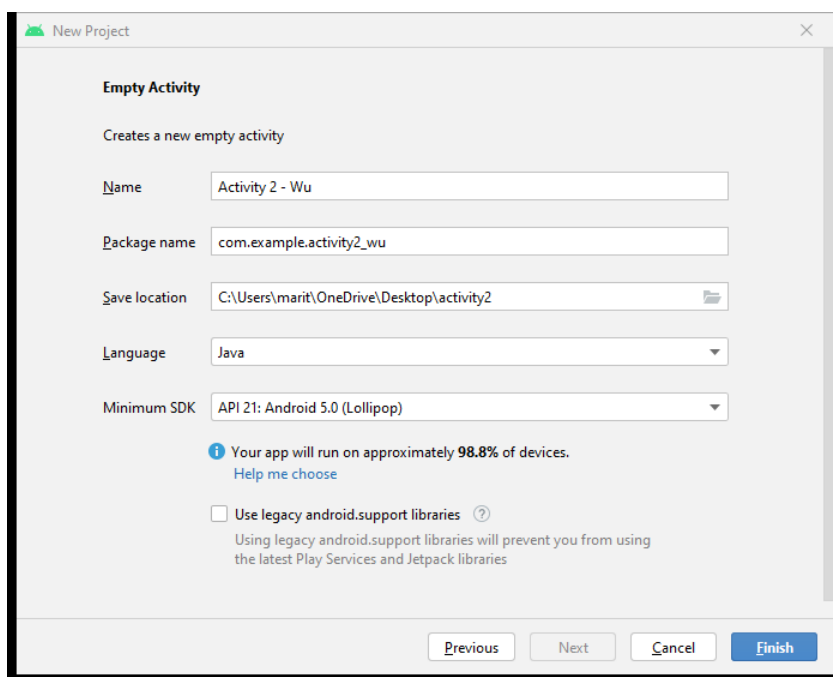 New Project
Empty Activity
Creates a new empty activity
Name Activity 2 - Wu
Package name com.example.activity2_wu
Save location C:\Users\marit\OneDrive\Desktop\activity2
Language Java
Minimum SDK API 21: Android 5.0 (Lollipop)
i Your app will run on approximately 98.8% of devices.
Help me choose
Use legacy android.support libraries ?
Using legacy android.support libraries will prevent you from using
the latest Play Services and Jetpack libraries
Previous Next Cancel Finish